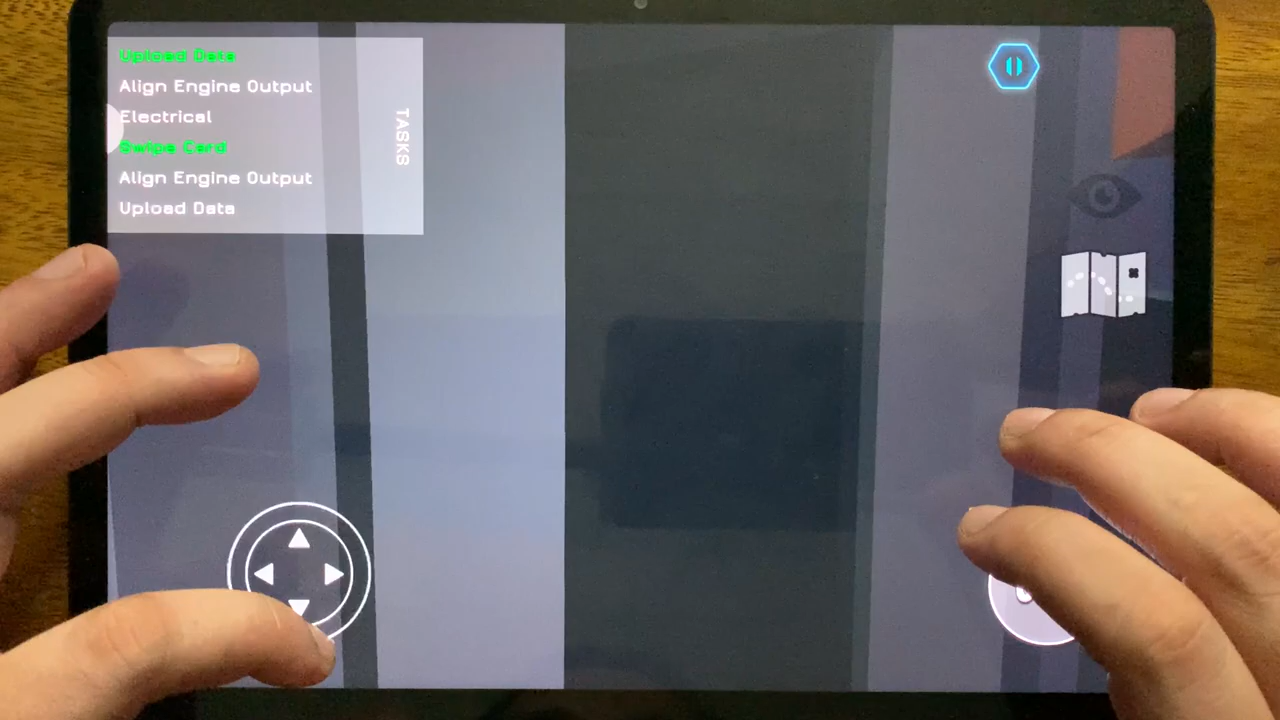 Upload Data
Align Engine Output
Electrical
Swipe Card
Align Engine Output
Upload Data
TASKS